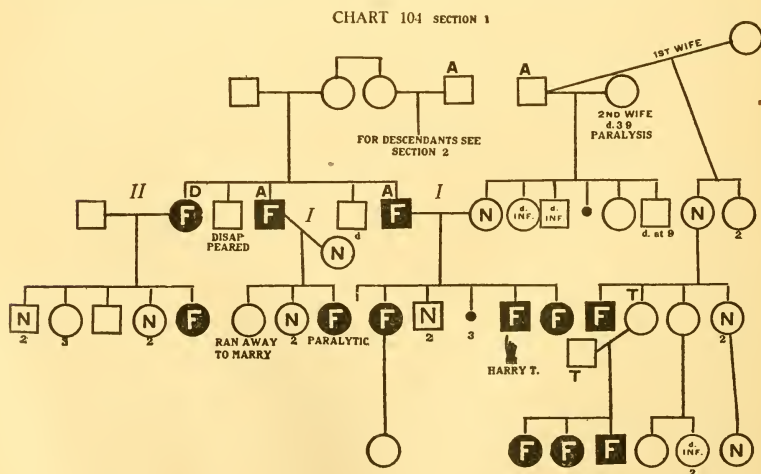 CHART 104 SECTION 1
1ST WIFE
A
A
2ND WIFE
d. 39
PARALYSIS
FOR DESCENDANTS SEE
SECTION 2
II
F
D
DISAP
PEARED
A
F
I
N
d
A
F
I
N
d.
INF.
d.
INF
d. at 9
N
2
N
2
3
N
2
F
RAN AWAY
TO MARRY
N
2
F
PARALYTIC
F
N
2
3
F
HARRY T.
F
F
T
T
N
2
F
F
F
d.
INF.
2
N